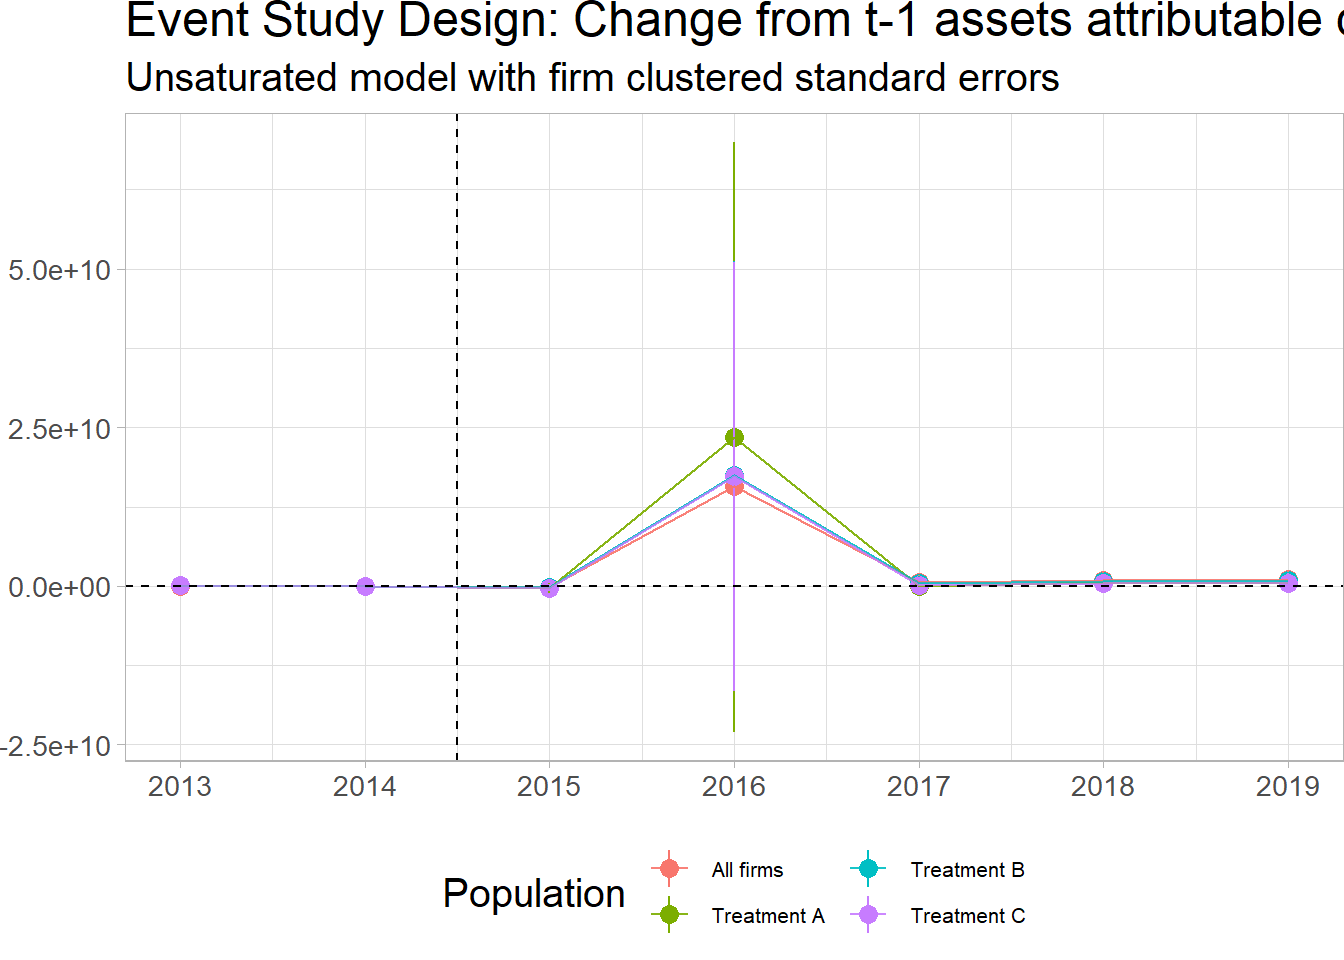 Event Study Design: Change from t-1 assets attributable
Unsaturated model with firm clustered standard errors
5.0e+10
2.5e+10
0.0e+00
-2.5e+10
2013 2014 2015 2016 2017 2018 2019
Population
All firms
Treatment A
Treatment B
Treatment C